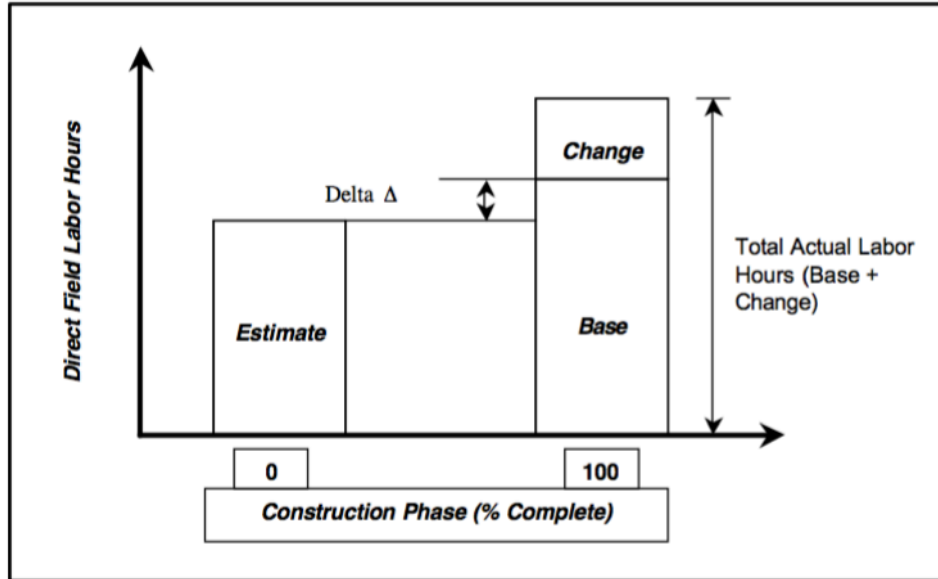 Direct Field Labor Hours
Change
Delta Δ
Total Actual Labor
Hours (Base +
Change)
Estimate
Base
0
100
Construction Phase (% Complete)